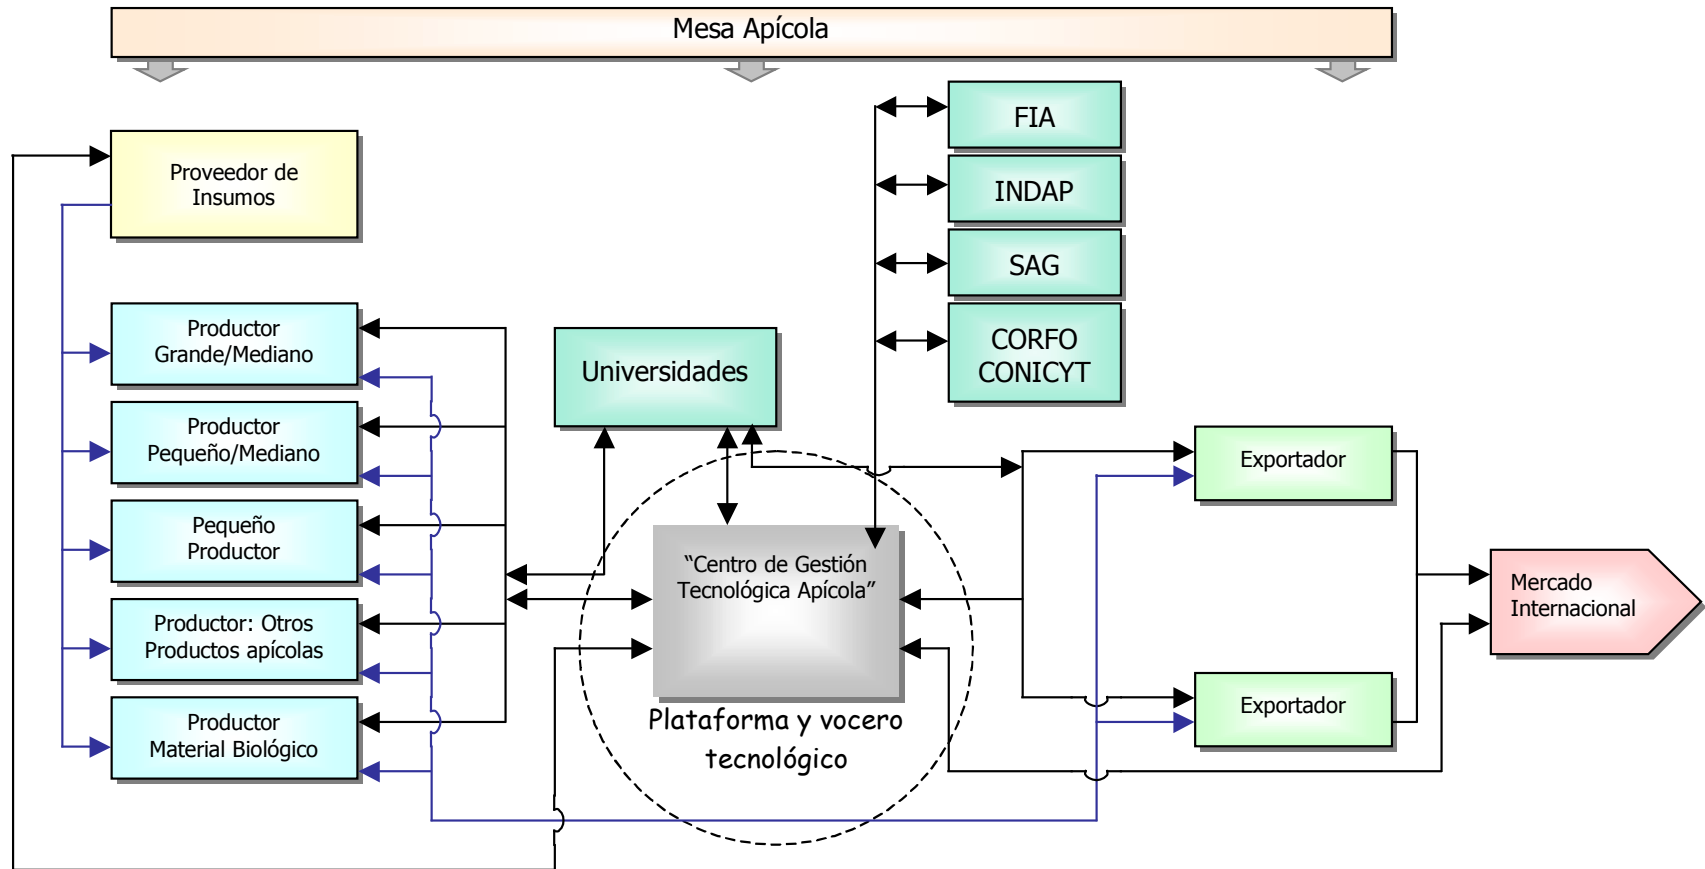 Mesa Apícola
FIA
Proveedor de
Insumos
INDAP
SAG
Productor
Grande/Mediano
Universidades
CORFO
CONICYT
Productor
Pequeño/Mediano
Exportador
Pequeño
Productor
“Centro de Gestión
Tecnológica Apícola”
Mercado
Internacional
Productor: Otros
Productos apícolas
Productor
Material Biológico
Plataforma y vocero
tecnológico
Exportador